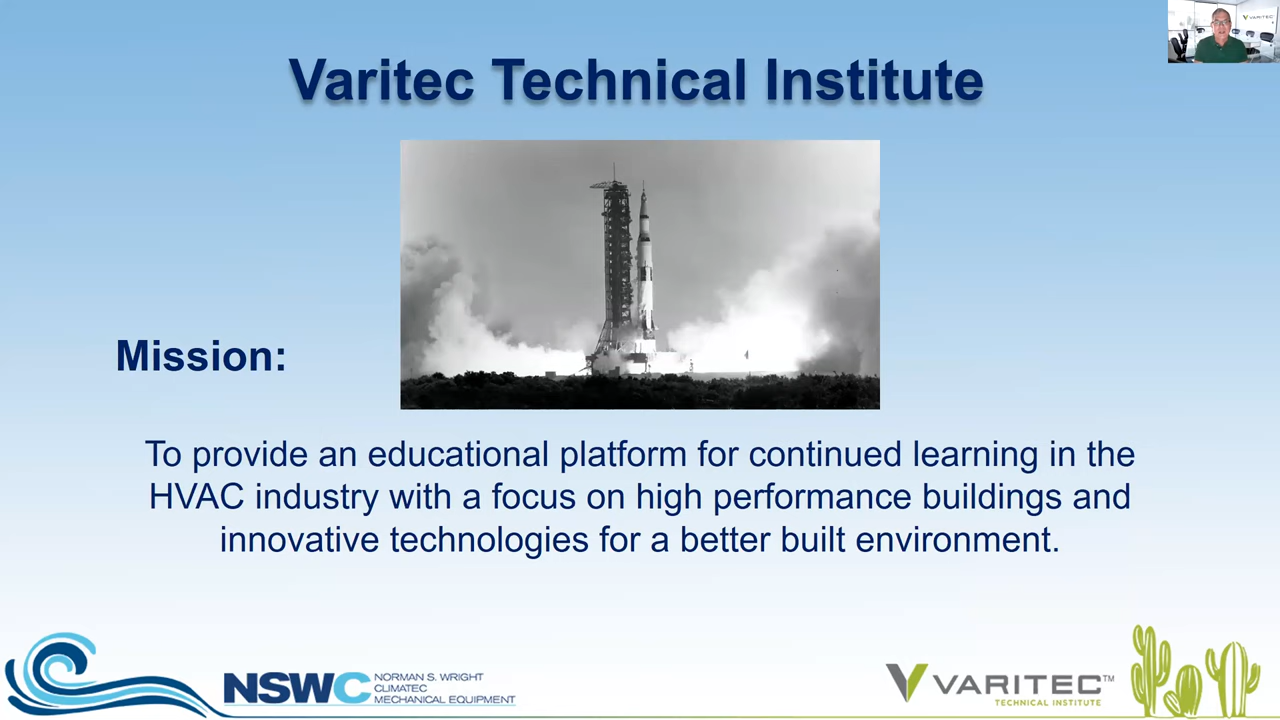 VARITEC
Varitec Technical Institute
Mission:
To provide an educational platform for continued learning in the
HVAC industry with a focus on high performance buildings and
innovative technologies for a better built environment.
NSWC
NORMAN S. WRIGHT
CLIMATEC
MECHANICAL EQUIPMENT
VARITEC™
TECHNICAL INSTITUTE